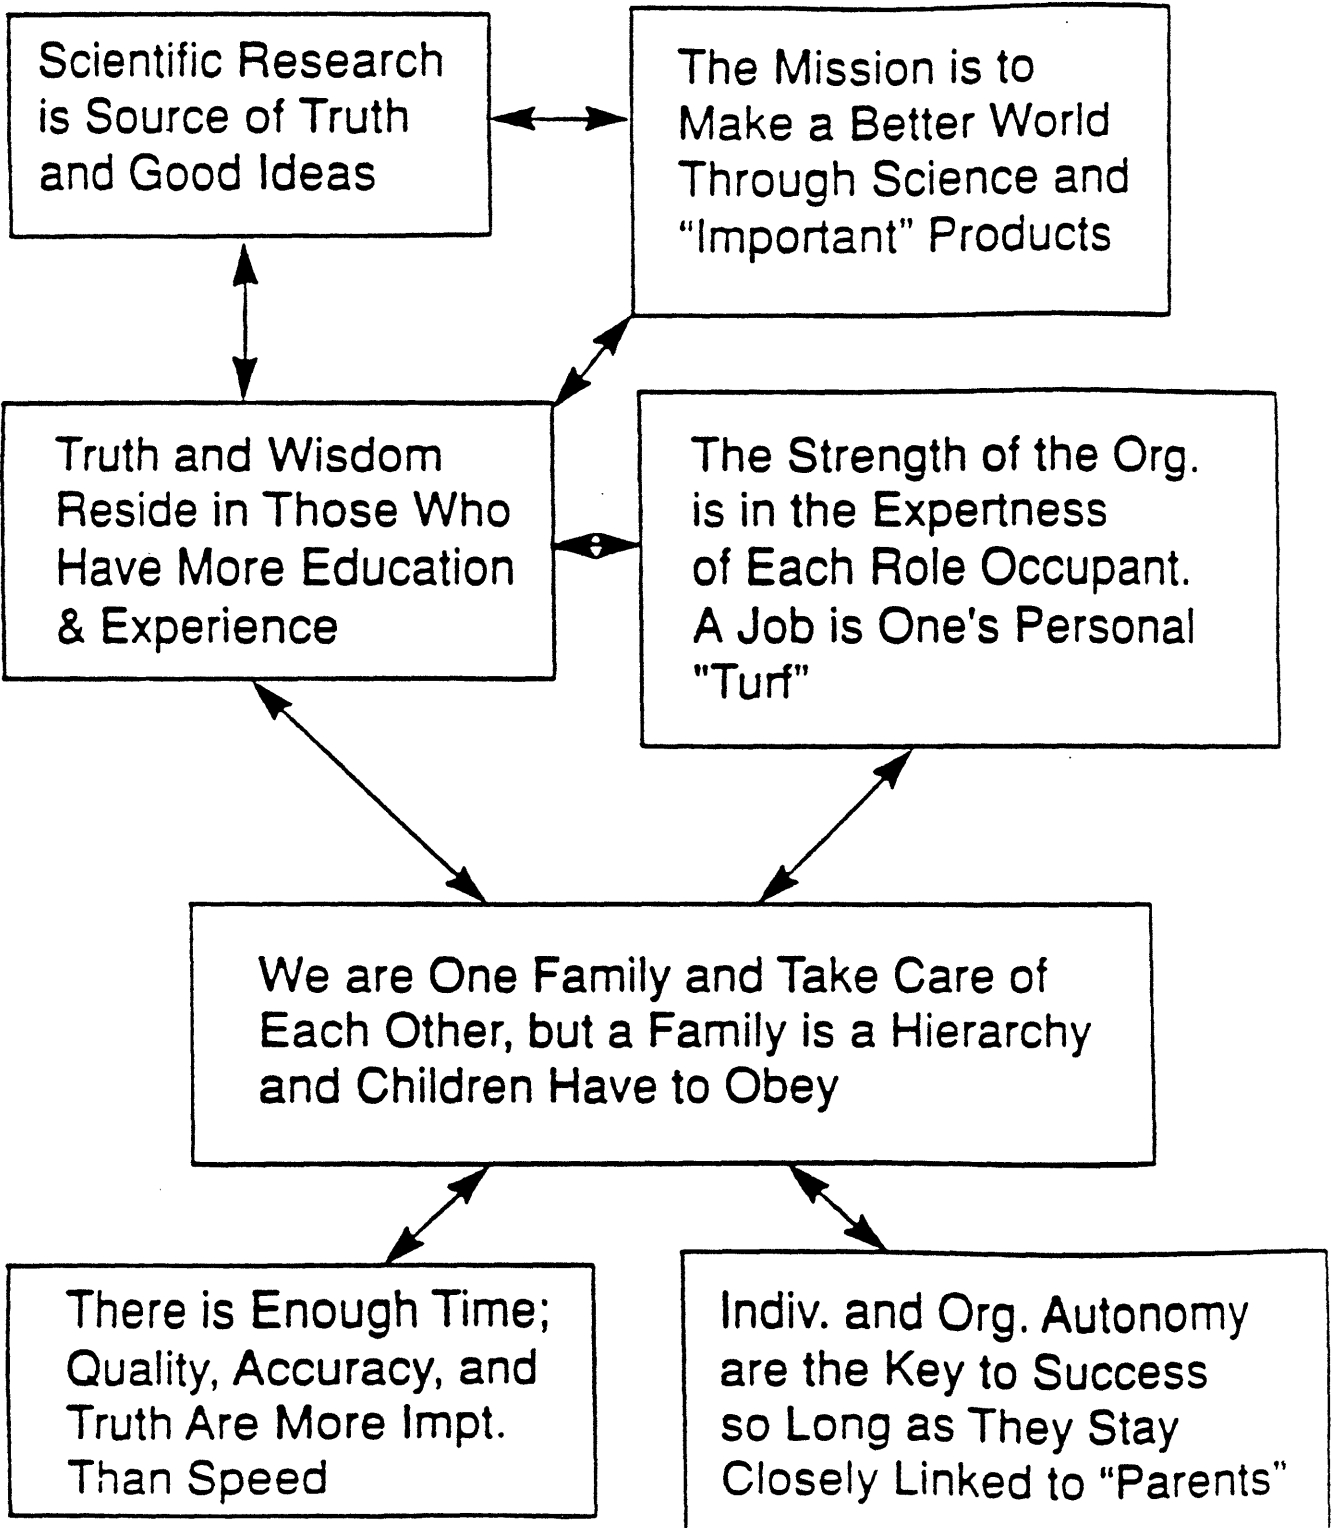 Scientific Research
is Source of Truth
and Good Ideas
The Mission is to
Make a Better World
Through Science and
“Important” Products
Truth and Wisdom
Reside in Those Who
Have More Education
& Experience
The Strength of the Org.
is in the Expertness
of Each Role Occupant.
A Job is One's Personal
"Turf”
We are One Family and Take Care of
Each Other, but a Family is a Hierarchy
and Children Have to Obey
There is Enough Time;
Quality, Accuracy, and
Truth Are More Impt.
Than Speed
Indiv. and Org. Autonomy
are the Key to Success
so Long as They Stay
Closely Linked to “Parents”